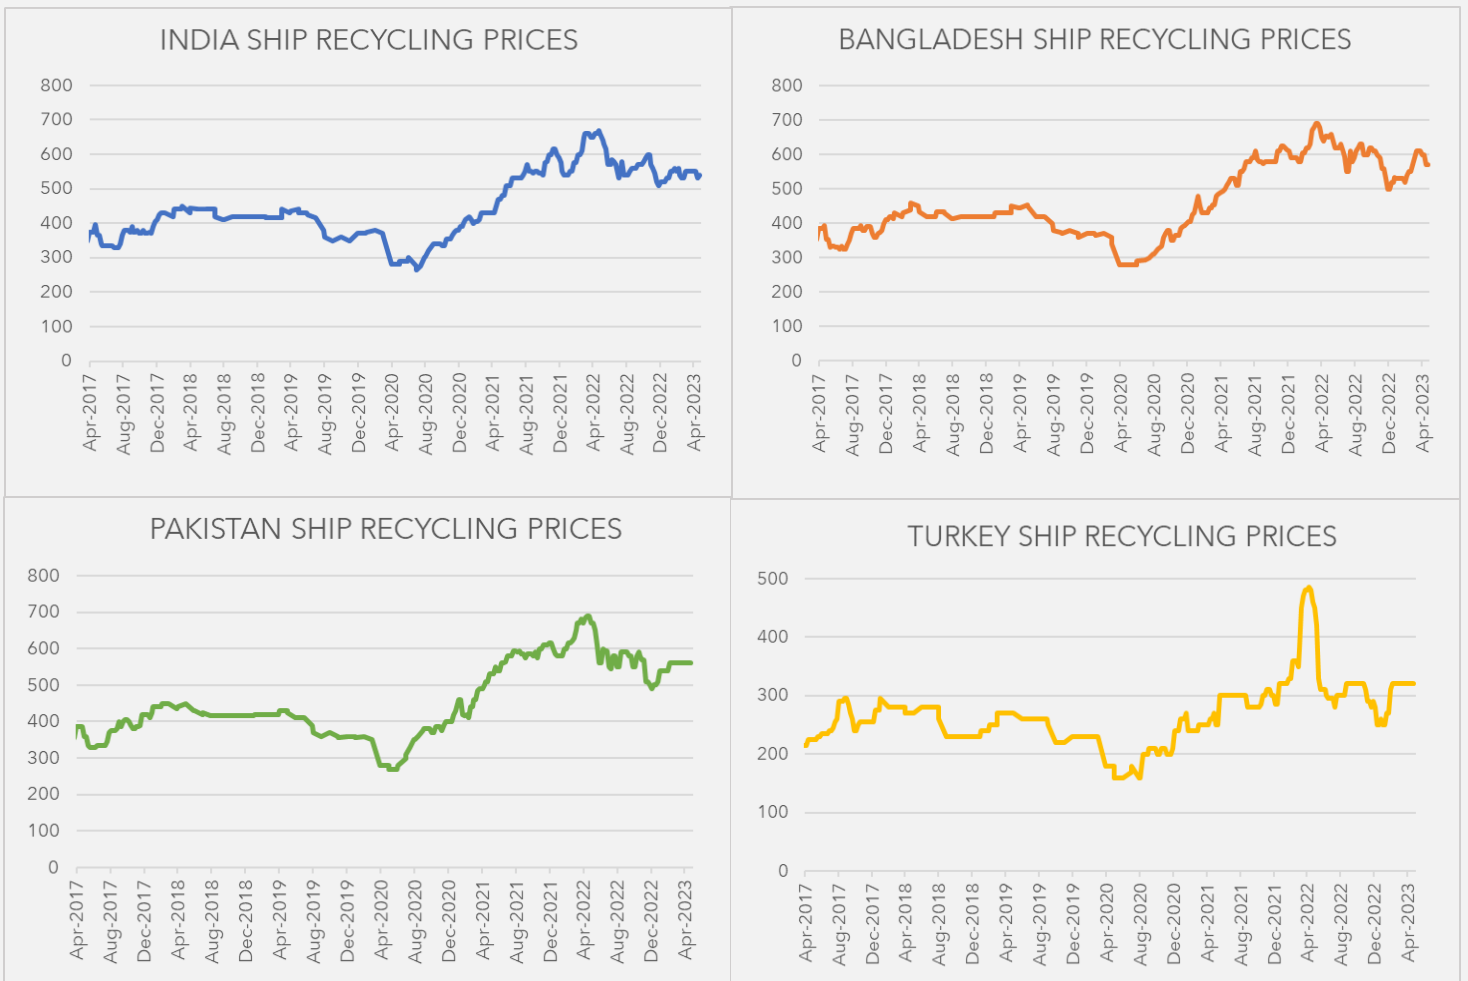 INDIA SHIP RECYCLING PRICES
800
700
600
500
400
300
200
100
0
Apr-2017
Aug-2017
Dec-2017
Apr-2018
Aug-2018
Dec-2018
Apr-2019
Aug-2019
Dec-2019
Apr-2020
Aug-2020
Dec-2020
Apr-2021
Aug-2021
Dec-2021
Apr-2022
Aug-2022
Dec-2022
Apr-2023
BANGLADESH SHIP RECYCLING PRICES
800
700
600
500
400
300
200
100
0
Apr-2017
Aug-2017
Dec-2017
Apr-2018
Aug-2018
Dec-2018
Apr-2019
Aug-2019
Dec-2019
Apr-2020
Aug-2020
Dec-2020
Apr-2021
Aug-2021
Dec-2021
Apr-2022
Aug-2022
Dec-2022
Apr-2023
PAKISTAN SHIP RECYCLING PRICES
800
700
600
500
400
300
200
100
0
Apr-2017
Aug-2017
Dec-2017
Apr-2018
Aug-2018
Dec-2018
Apr-2019
Aug-2019
Dec-2019
Apr-2020
Aug-2020
Dec-2020
Apr-2021
Aug-2021
Dec-2021
Apr-2022
Aug-2022
Dec-2022
Apr-2023
TURKEY SHIP RECYCLING PRICES
500
400
300
200
100
0
Apr-2017
Aug-2017
Dec-2017
Apr-2018
Aug-2018
Dec-2018
Apr-2019
Aug-2019
Dec-2019
Apr-2020
Aug-2020
Dec-2020
Apr-2021
Aug-2021
Dec-2021
Apr-2022
Aug-2022
Dec-2022
Apr-2023